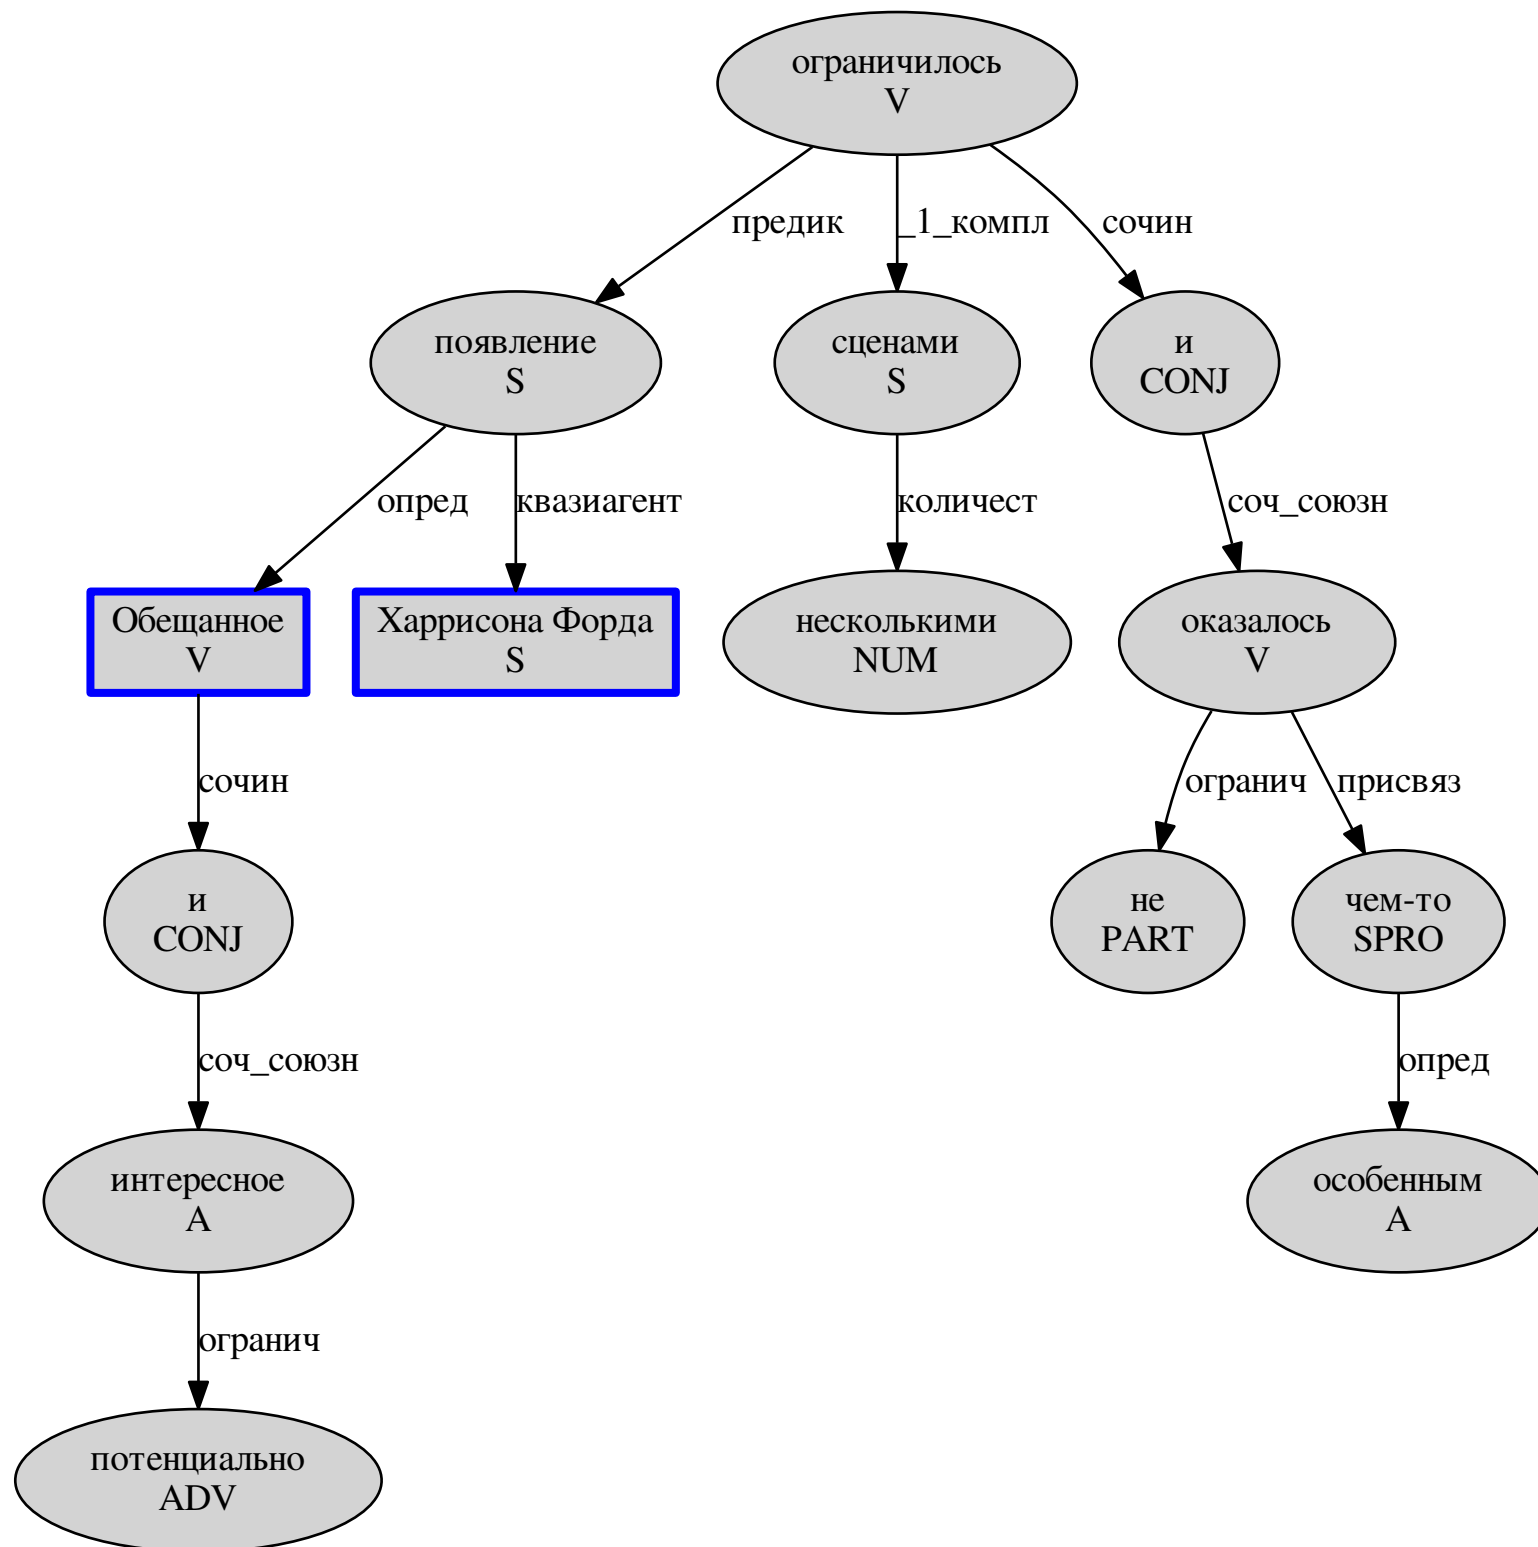 ограничилось
V
предик
_1_компл
сочин
появление
S
сценами
S
и
CONJ
опред
квазиагент
количест
соч_союзн
Обещанное
V
Харрисона Форда
S
несколькими
NUM
оказалось
V
сочин
огранич
присвяз
и
CONJ
не
PART
чем-то
SPRO
соч_союзн
опред
интересное
A
особенным
A
огранич
потенциально
ADV